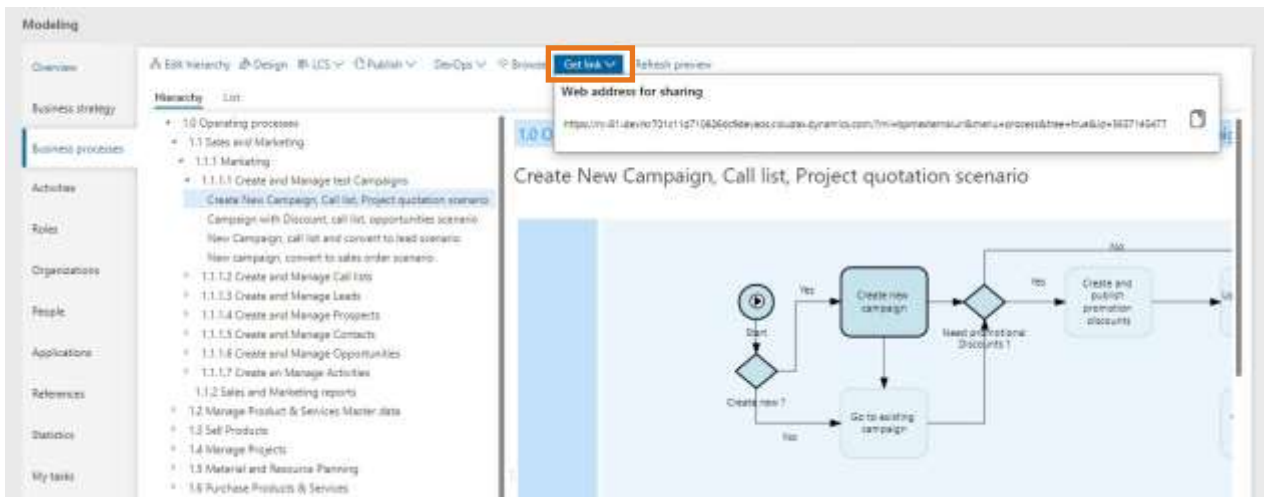 Modeling
Overview
Business strategy
Business processes
Activities
Roles
Organizations
People
Applications
References
Statistics
My tasks
Edit hierarchy Design LCS Publish DevOps Browse Get link Refresh preview
Hierarchy List
Web address for sharing
1.0 Operating processes
1.1 Sales and Marketing
1.1.1 Marketing
1.1.1.1 Create and Manage test Campaigns
Create New Campaign, Call list, Project quotation scenario
Campaign with Discount, call list, opportunities scenario
New Campaign, call list and convert to lead scenario
New campaign, convert to sales order scenario
1.1.1.2 Create and Manage Call lists
1.1.1.3 Create and Manage Leads
1.1.1.4 Create and Manage Prospects
1.1.1.5 Create and Manage Contacts
1.1.1.6 Create and Manage Opportunities
1.1.1.7 Create en Manage Activities
1.1.2 Sales and Marketing reports
1.2 Manage Product & Services Master data
1.3 Sell Products
1.4 Manage Projects
1.5 Material and Resource Planning
1.6 Purchase Products & Services
1.0 O
Create New Campaign, Call list, Project quotation scenario
No
Yes
Create new
campaign
Yes
Create and
publish
promotion
discounts
Start
Need promotional
Discounts ?
Create new ?
No
Go to existing
campaign